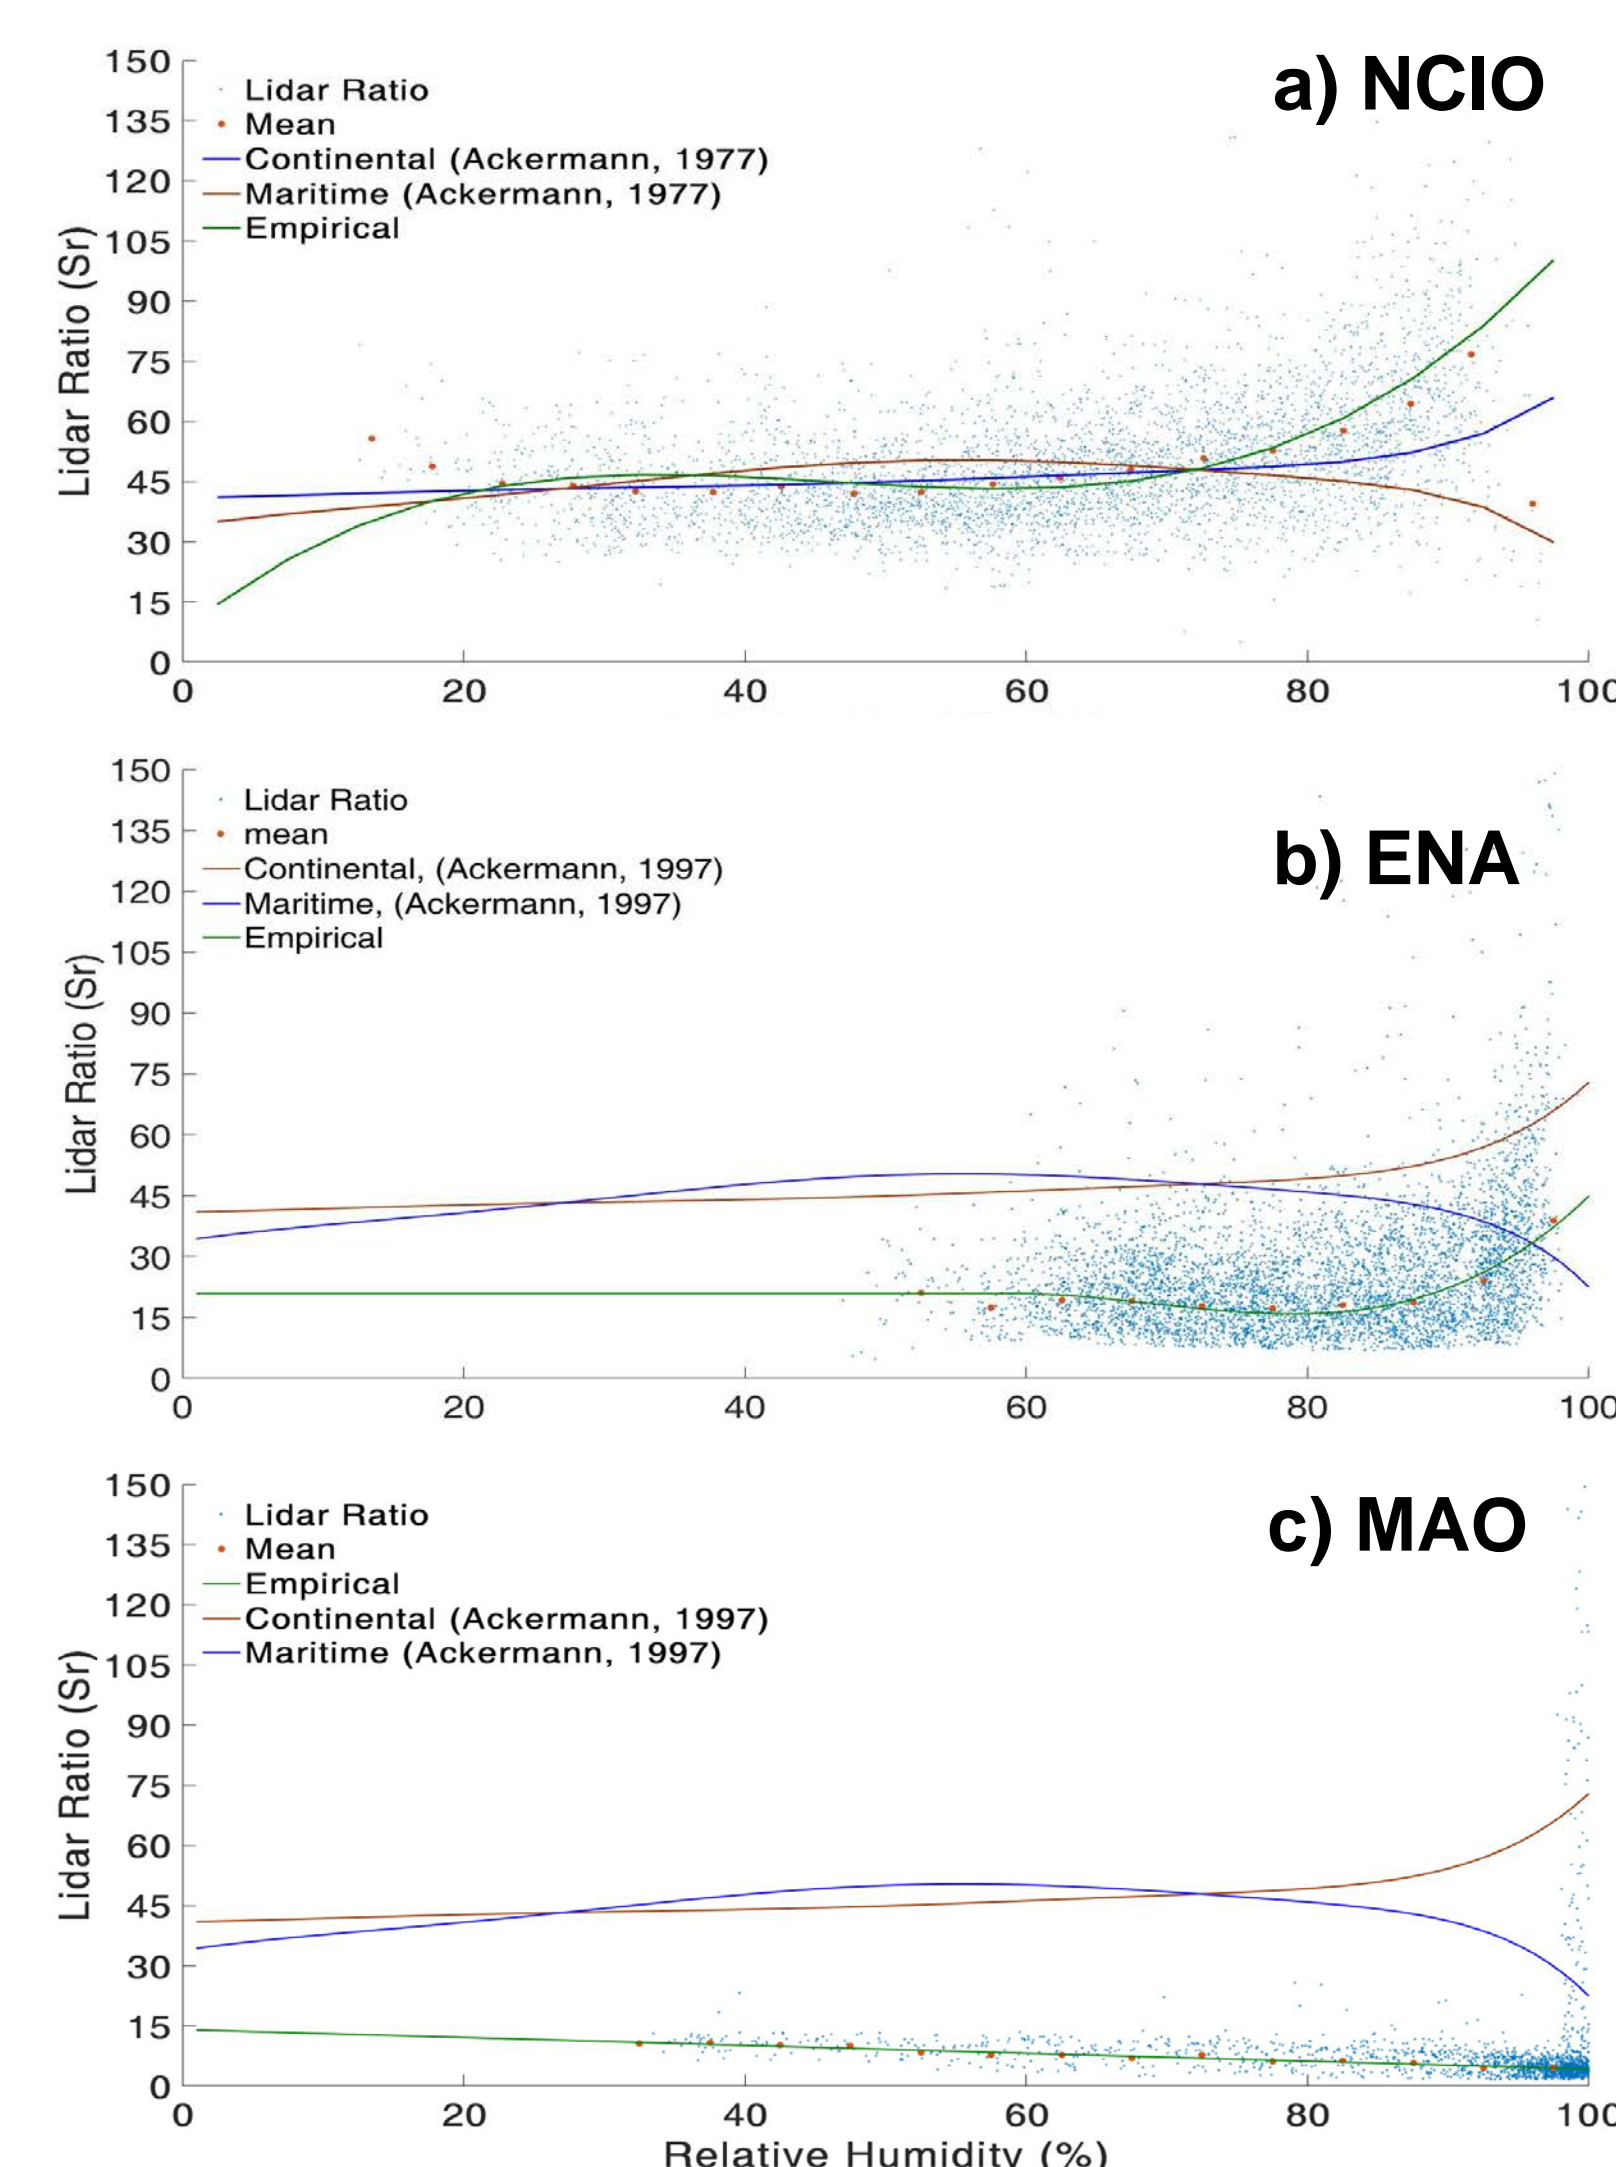 a) NCIO
150
135
120
105
90
75
60
45
30
15
0
Lidar Ratio (Sr)
Lidar Ratio
Mean
Continental (Ackermann, 1977)
Maritime (Ackermann, 1977)
Empirical
0 20 40 60 80 100
b) ENA
150
135
120
105
90
75
60
45
30
15
0
Lidar Ratio (Sr)
Lidar Ratio
mean
Continental, (Ackermann, 1997)
Maritime, (Ackermann, 1997)
Empirical
0 20 40 60 80 100
c) MAO
150
135
120
105
90
75
60
45
30
15
0
Lidar Ratio (Sr)
Lidar Ratio
Mean
Empirical
Continental (Ackermann, 1997)
Maritime (Ackermann, 1997)
0 20 40 60 80 100
Relative Humidity (%)